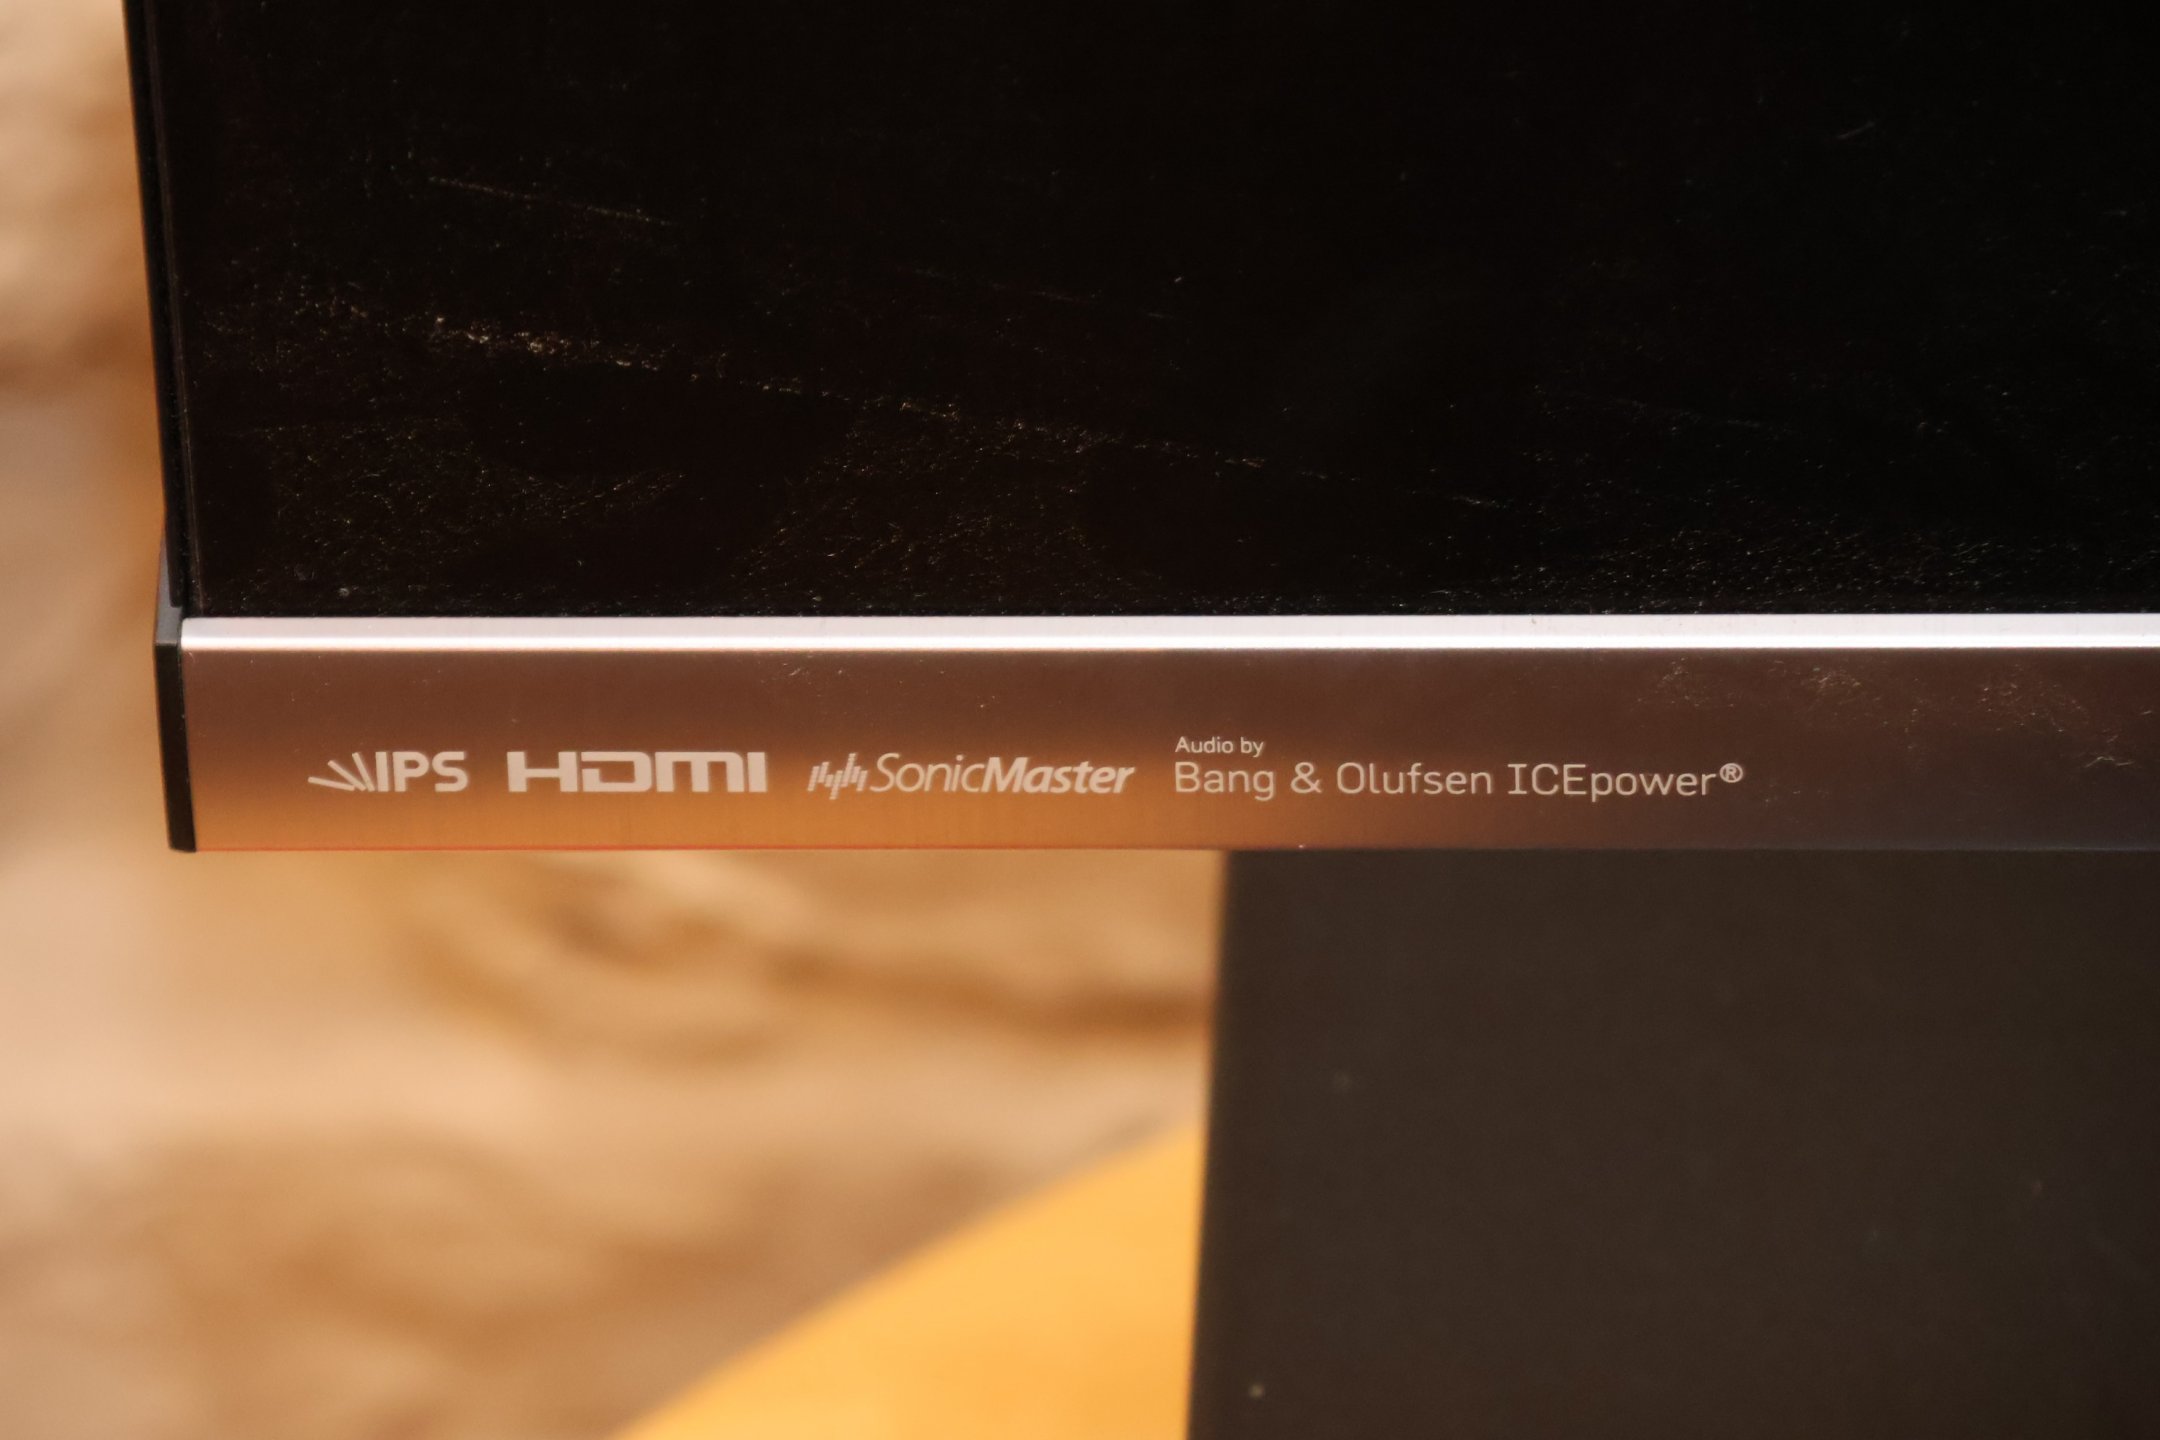 IPS HDMI SonicMaster
Audio by
Bang & Olufsen ICEpower®